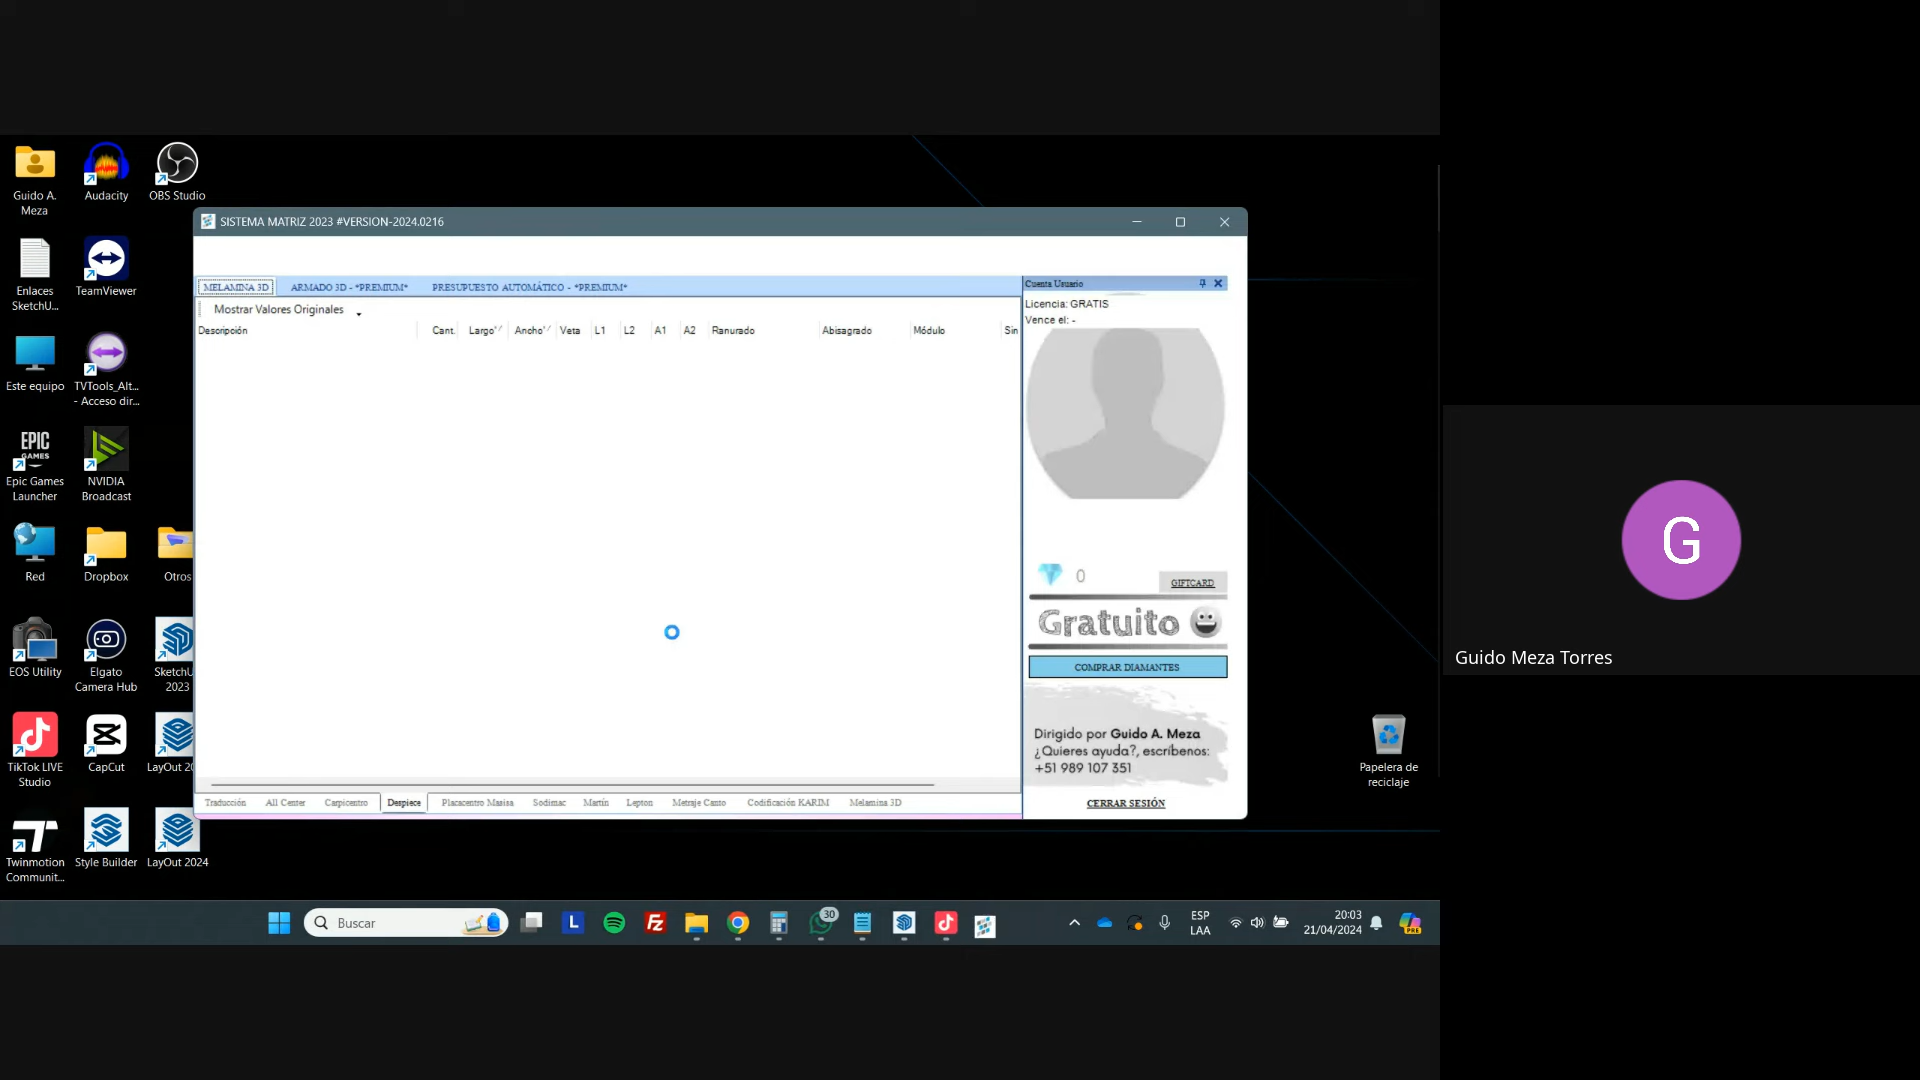 Guido A.
Meza
Audacity
OBS Studio
Enlaces
SketchU...
TeamViewer
Este equipo
TVTools_Alt...
- Acceso dir...
EPIC
GAMES
Epic Games
Launcher
NVIDIA
Broadcast
Red
Dropbox
Otros
EOS Utility
Elgato
Camera Hub
SketchU
2023
TikTok LIVE
Studio
CapCut
LayOut 20
Twinmotion
Communit...
Style Builder
LayOut 2024
SISTEMA MATRIZ 2023 #VERSION-2024.0216
MELAMINA 3D
ARMADO 3D - *PREMIUM*
PRESUPUESTO AUTOMÁTICO - *PREMIUM*
Mostrar Valores Originales
Descripción
Cant.
Largo'/
Ancho'/
Veta
L1
L2
A1
A2
Ranurado
Abisagrado
Módulo
Sin
Traducción
All Center
Carpicentro
Despiece
Placacentro Masisa
Sodimac
Martín
Lepton
Metraje Canto
Codificación KARIM
Melamina 3D
Cuenta Usuario
Licencia: GRATIS
Vence el: -
0
GIFTCARD
Gratuito
COMPRAR DIAMANTES
Dirigido por Guido A. Meza
¿Quieres ayuda?, escríbenos:
+51 989 107 351
CERRAR SESIÓN
Papelera de
reciclaje
Buscar
L
30
ESP
LAA
20:03
21/04/2024
PRE
G
Guido Meza Torres